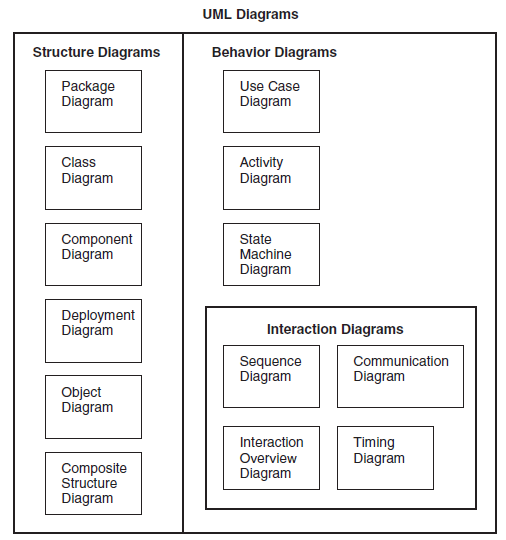 UML Diagrams
Structure Diagrams
Package
Diagram
Class
Diagram
Component
Diagram
Deployment
Diagram
Object
Diagram
Composite
Structure
Diagram
Behavior Diagrams
Use Case
Diagram
Activity
Diagram
State
Machine
Diagram
Interaction Diagrams
Sequence
Diagram
Communication
Diagram
Interaction
Overview
Diagram
Timing
Diagram